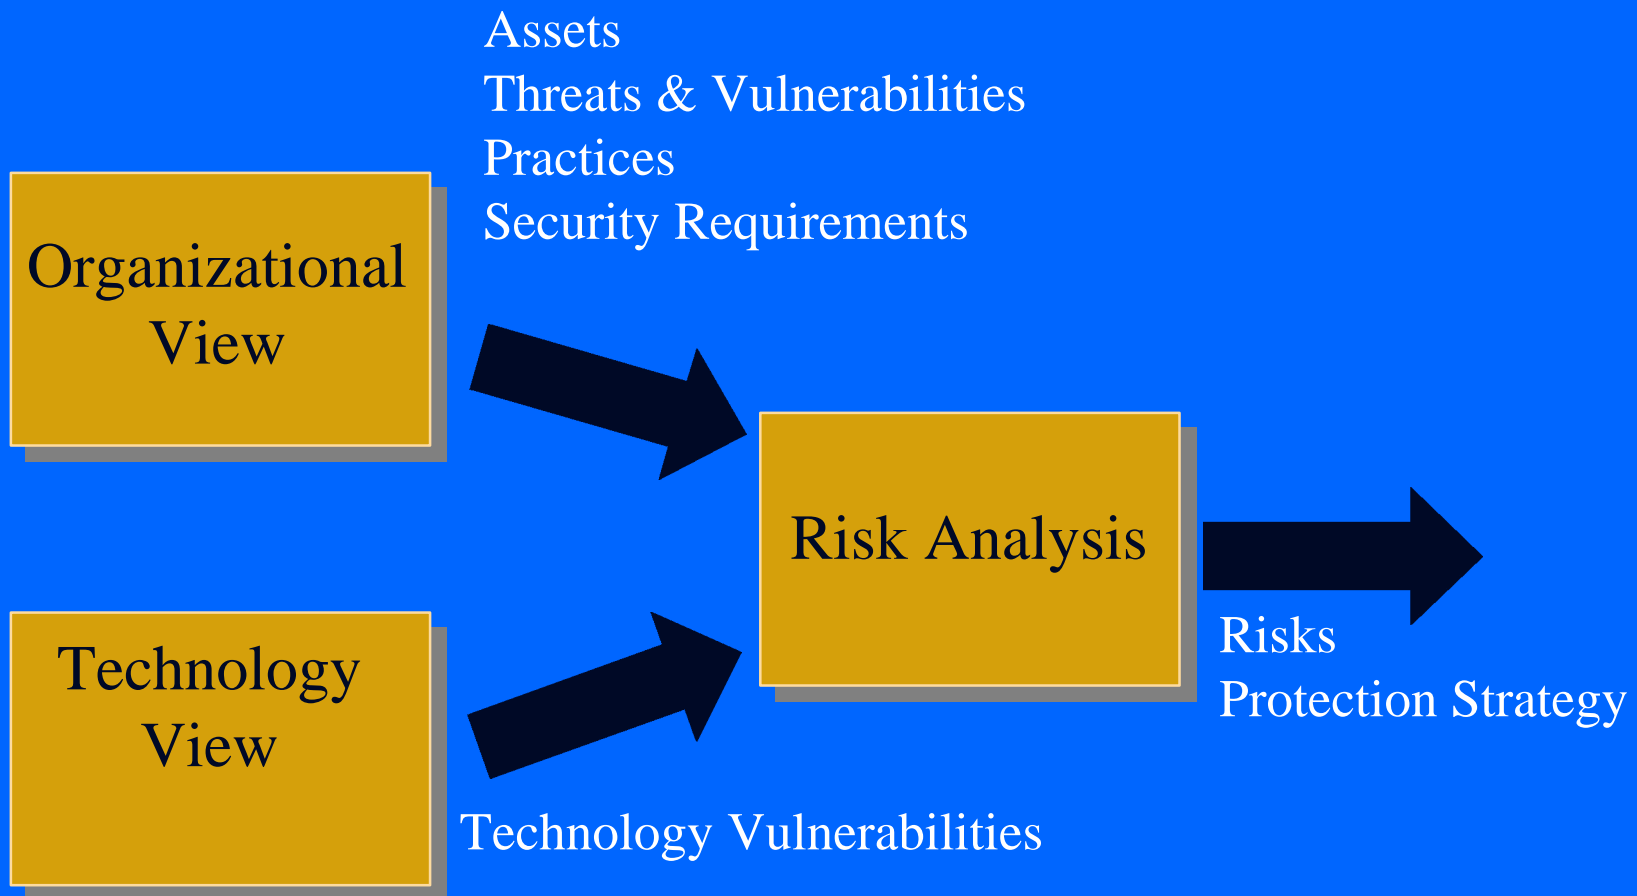 Assets
Threats & Vulnerabilities
Practices
Security Requirements
Organizational
View
Risk Analysis
Risks
Protection Strategy
Technology
View
Technology Vulnerabilities